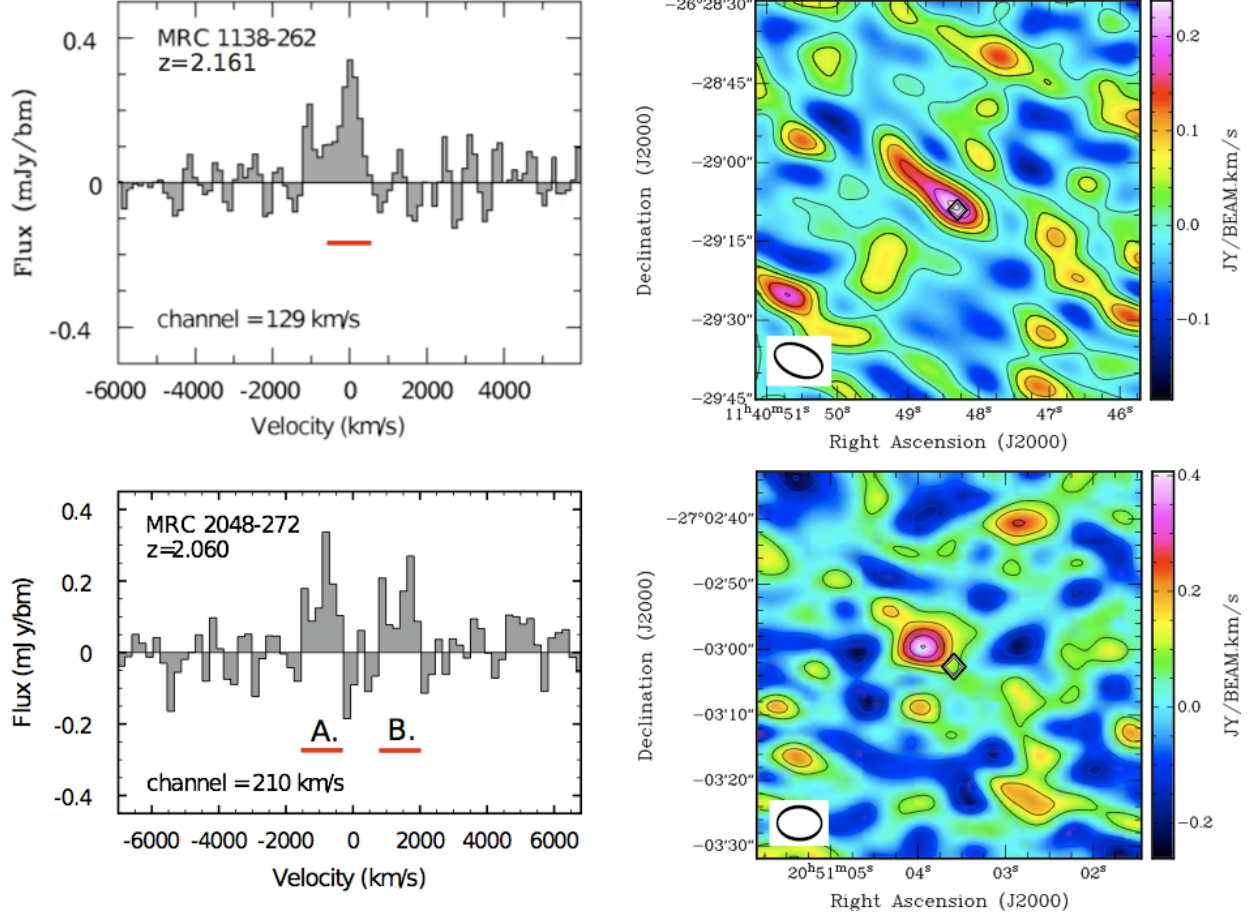 MRC 1138-262
z=2.161
0.4
0
-0.4
Flux (mJy/bm)
channel = 129 km/s
-6000 -4000 -2000 0 2000 4000
Velocity (km/s)
−26°28'30"
−28'45"
−29'00"
−29'15"
−29'30"
−29'45"
Declination (J2000)
11ʰ40ᵐ51ˢ 50ˢ 49ˢ 48ˢ 47ˢ 46ˢ
Right Ascension (J2000)
0.2
0.1
0.0
−0.1
JY/BEAM.km/s
MRC 2048-272
z=2.060
0.4
0.2
0
-0.2
-0.4
Flux (mJy/bm)
A. B.
channel = 210 km/s
-6000 -4000 -2000 0 2000 4000 6000
Velocity (km/s)
−27°02'40"
−02'50"
−03'00"
−03'10"
−03'20"
−03'30"
Declination (J2000)
20ʰ51ᵐ05ˢ 04ˢ 03ˢ 02ˢ
Right Ascension (J2000)
0.4
0.2
0.0
−0.2
JY/BEAM.km/s